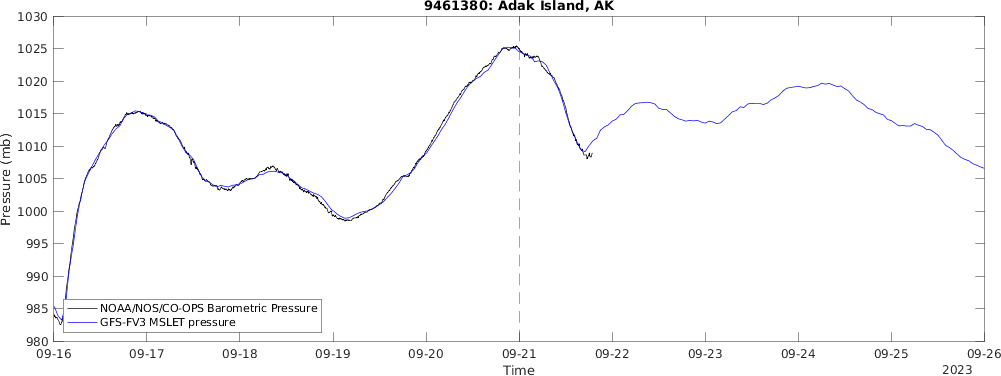 9461380: Adak Island, AK
Pressure (mb)
1030
1025
1020
1015
1010
1005
1000
995
990
985
980
NOAA/NOS/CO-OPS Barometric Pressure
GFS-FV3 MSLET pressure
09-16 09-17 09-18 09-19 09-20 09-21 09-22 09-23 09-24 09-25 09-26
Time
2023